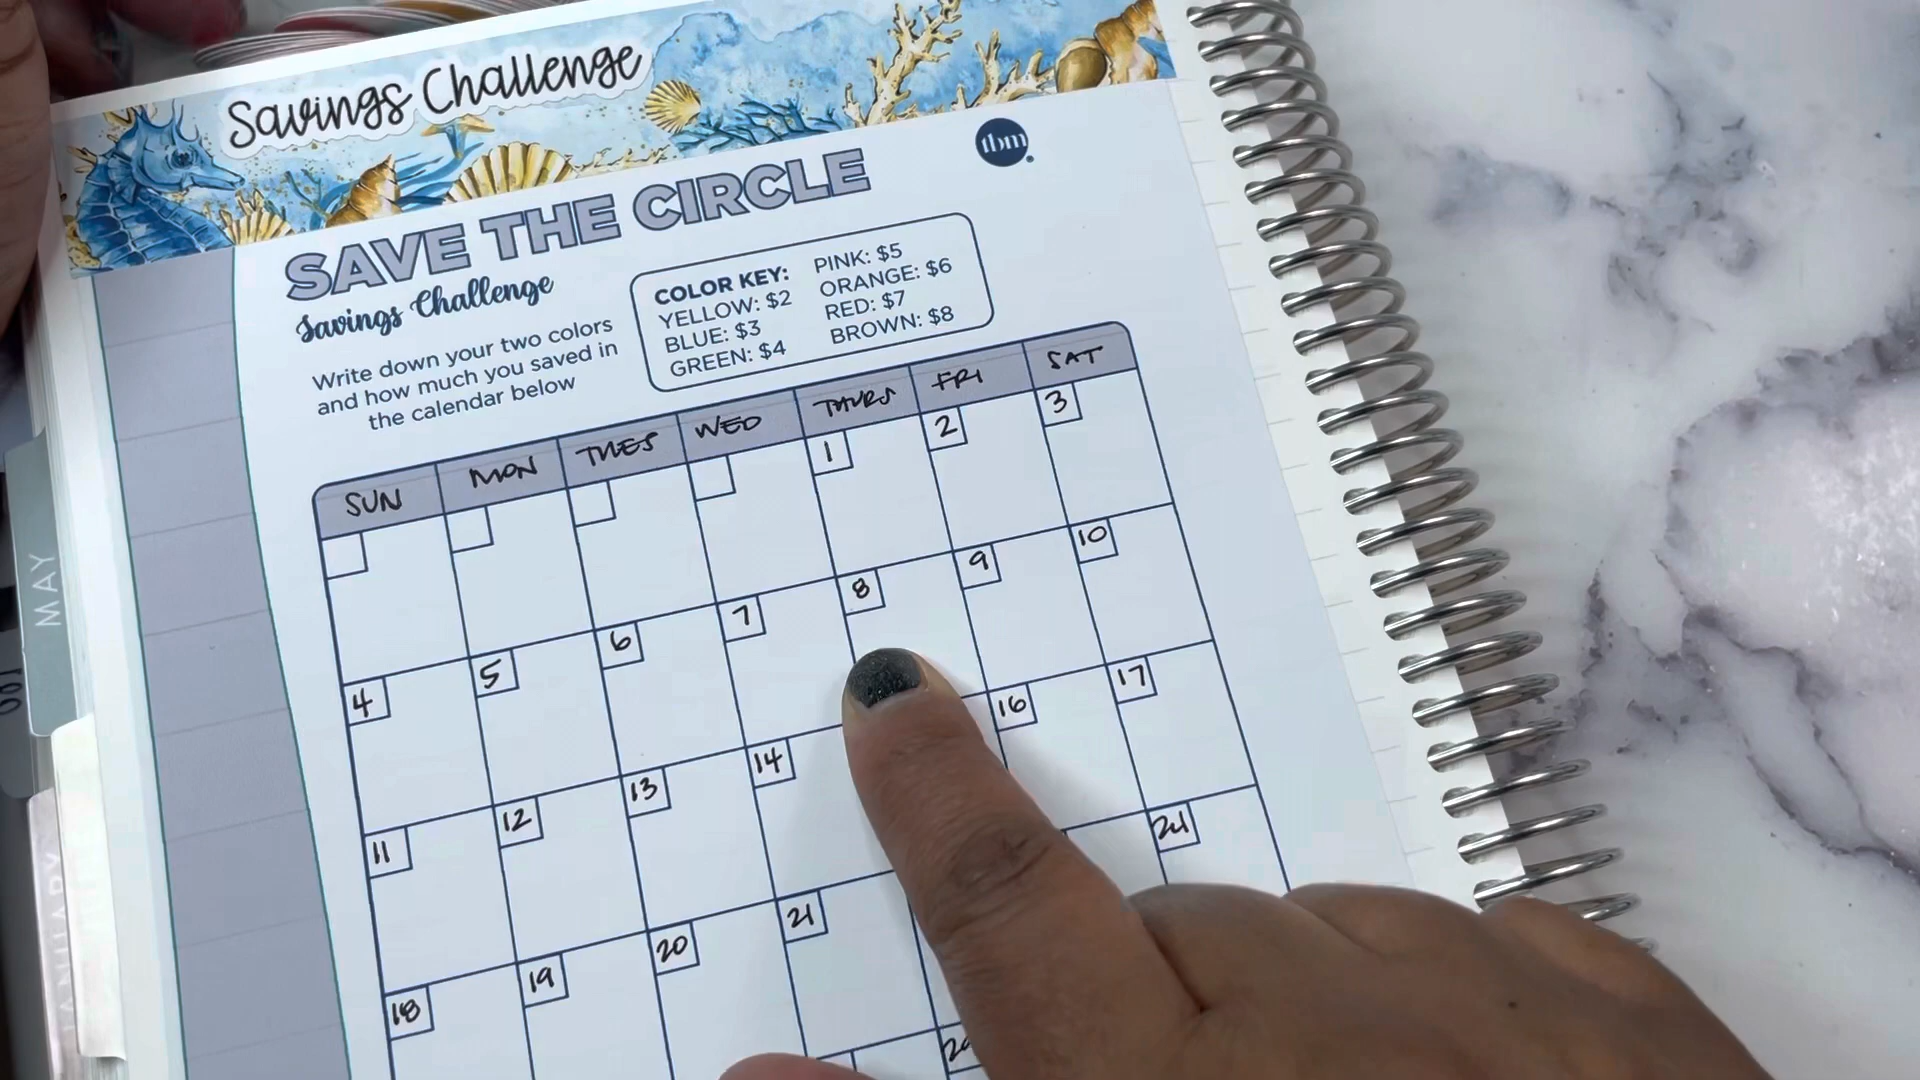 Savings Challenge
tbm
SAVE THE CIRCLE
Savings Challenge
Write down your two colors
and how much you saved in
the calendar below
COLOR KEY:
YELLOW: $2
BLUE: $3
GREEN: $4
PINK: $5
ORANGE: $6
RED: $7
BROWN: $8
SUN MON TUES WED THURS FRI SAT
1 2 3
4 5 6 7 8 9 10
11 12 13 14 16 17
18 19 20 21 24
MAY
JANUARY